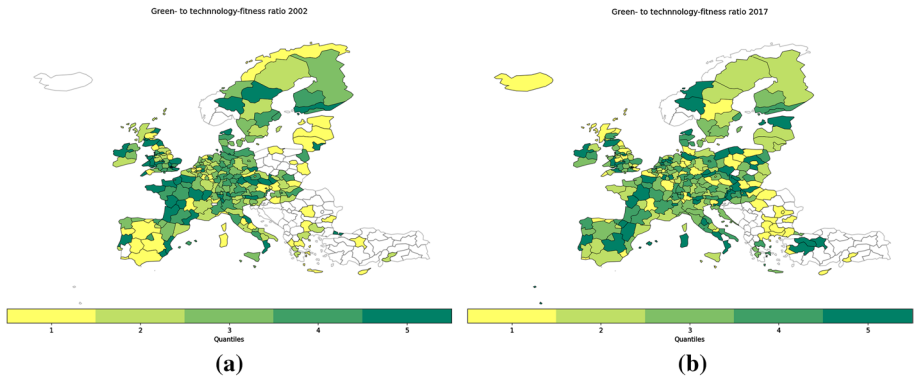 Green- to technnology-fitness ratio 2002
Green- to technnology-fitness ratio 2017
1 2 3 4 5
Quantiles
1 2 3 4 5
Quantiles
(a)
(b)